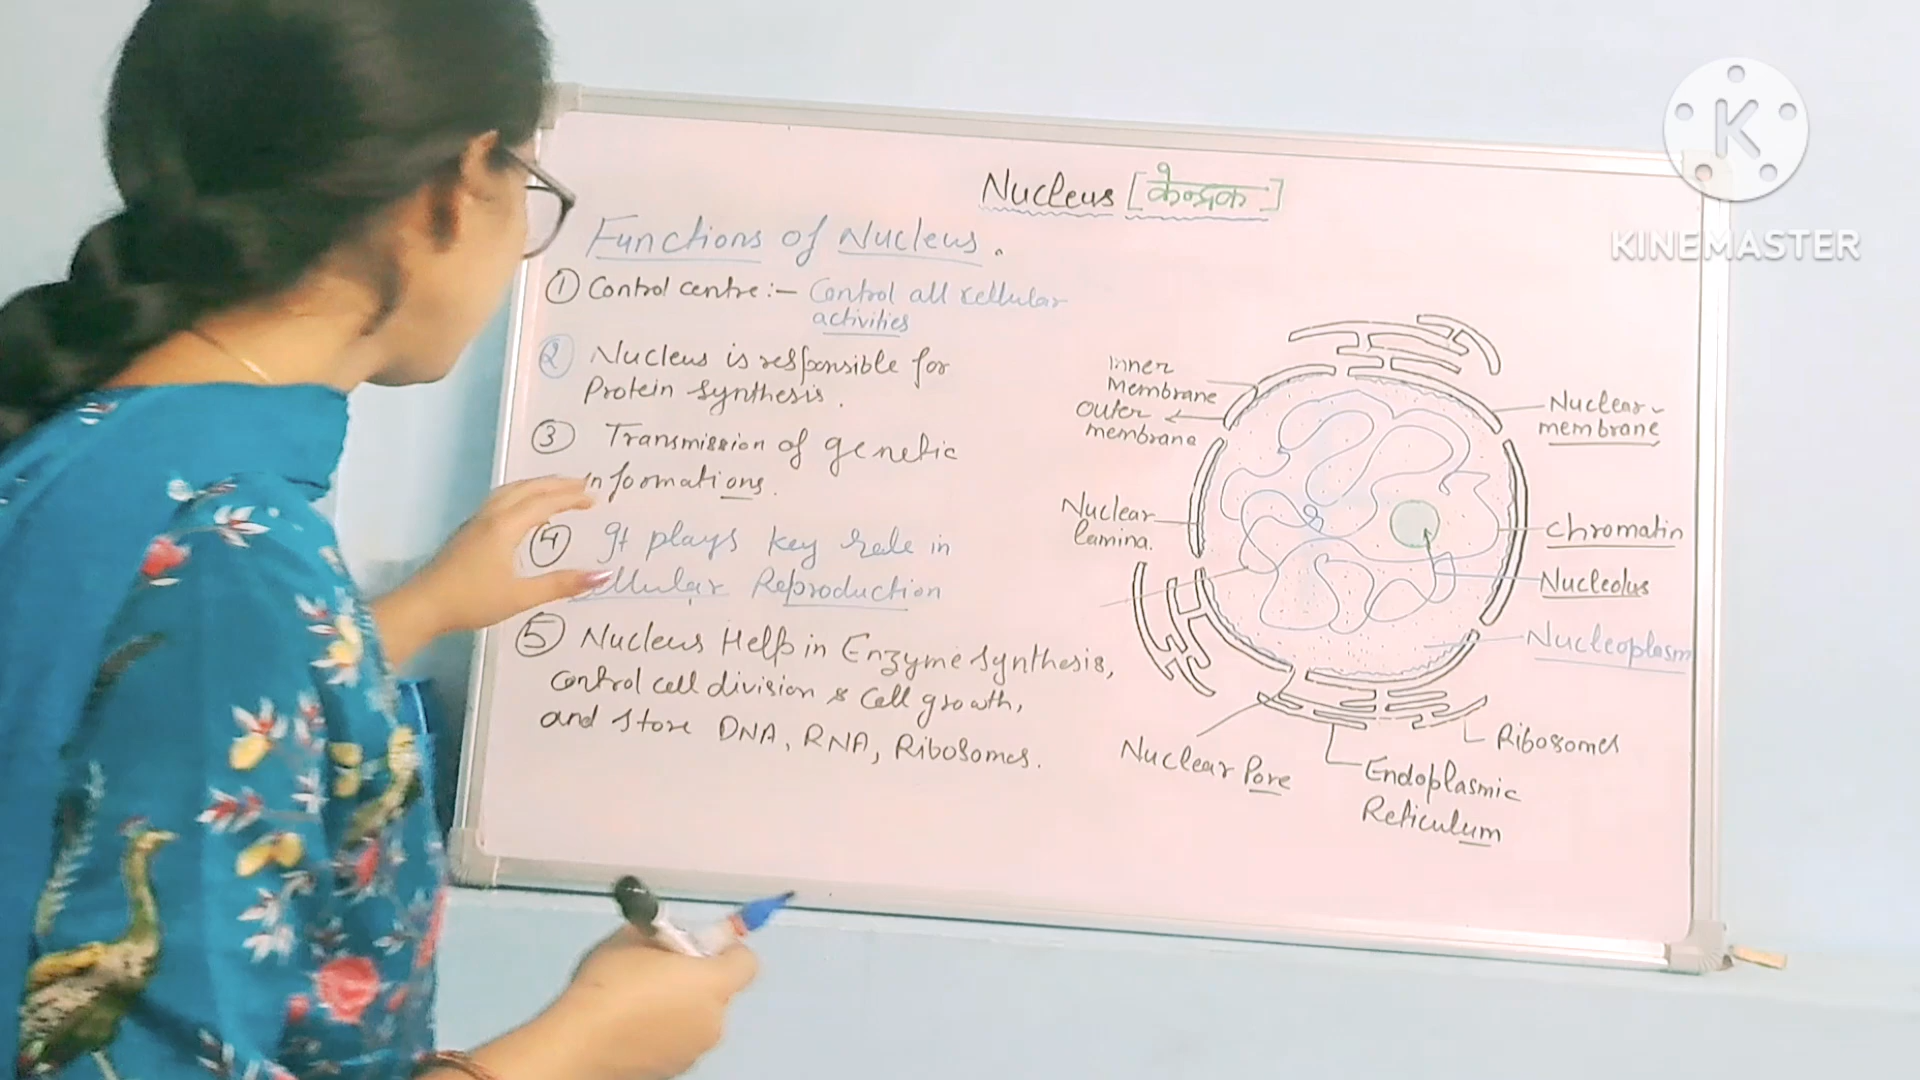 Nucleus [केन्द्रक]
Functions of Nucleus.
① Control centre :- Control all cellular
activities
② Nucleus is responsible for
Protein synthesis.
③ Transmission of genetic
informations.
④ It plays key role in
Cellular Reproduction
⑤ Nucleus Help in Enzyme synthesis,
control cell division & cell growth,
and store DNA, RNA, Ribosomes.
Inner
Membrane
Outer
membrane
Nuclear
lamina.
Nuclear Pore
Endoplasmic
Reticulum
Ribosomes
Nuclear
membrane
Chromatin
Nucleolus
Nucleoplasm
K
KINEMASTER